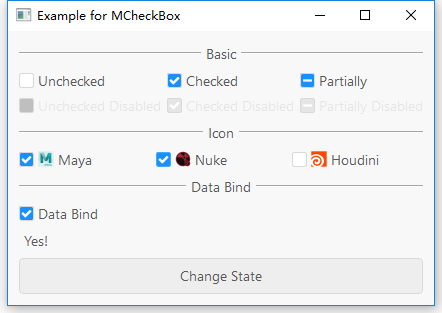 Example for MCheckBox
Basic
Unchecked Checked Partially
Unchecked Disabled Checked Disabled Partially Disabled
Icon
Maya Nuke Houdini
Data Bind
Data Bind
Yes!
Change State